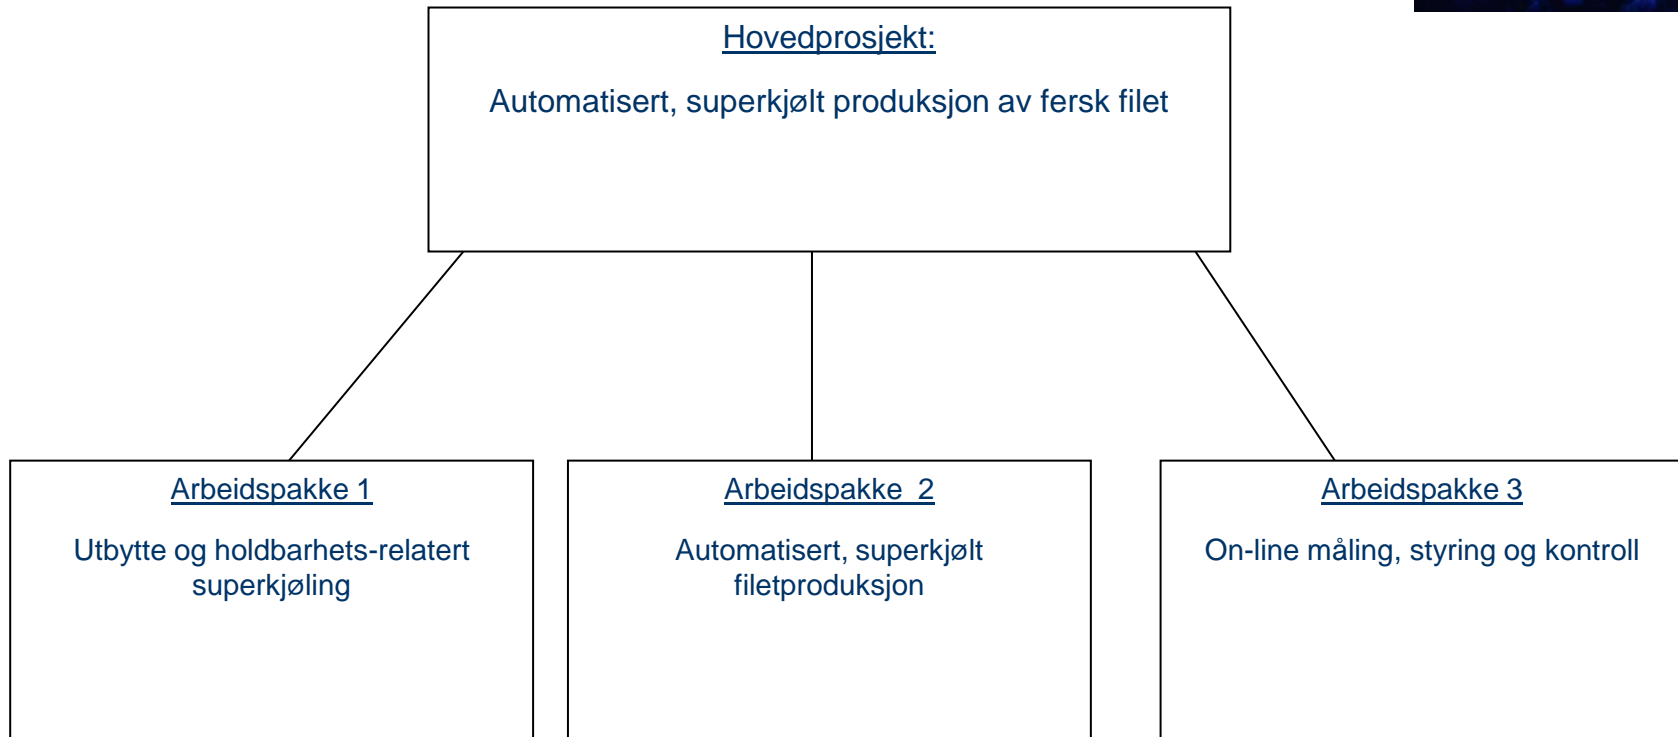 Hovedprosjekt:
Automatisert, superkjølt produksjon av fersk filet
Arbeidspakke 1
Utbytte og holdbarhets-relatert
superkjøling
Arbeidspakke  2
Automatisert, superkjølt
filetproduksjon
Arbeidspakke 3
On-line måling, styring og kontroll